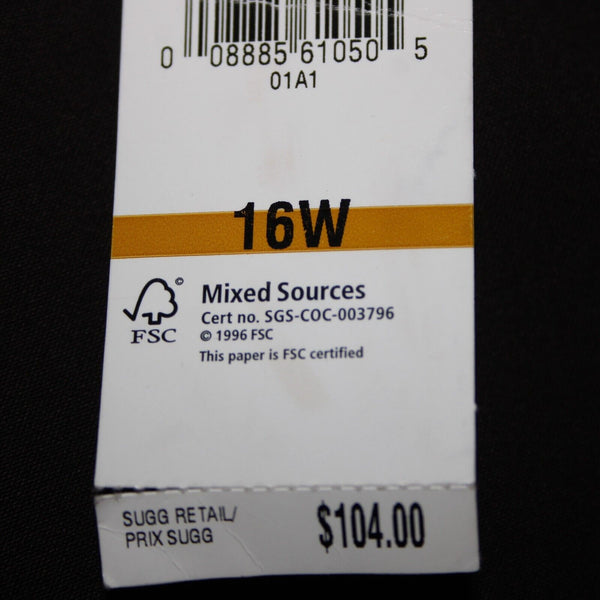 0 08885 61050 5
01A1
16W
Mixed Sources
Cert no. SGS-COC-003796
© 1996 FSC
This paper is FSC certified
©
FSC
SUGG RETAIL/
PRIX SUGG
$104.00